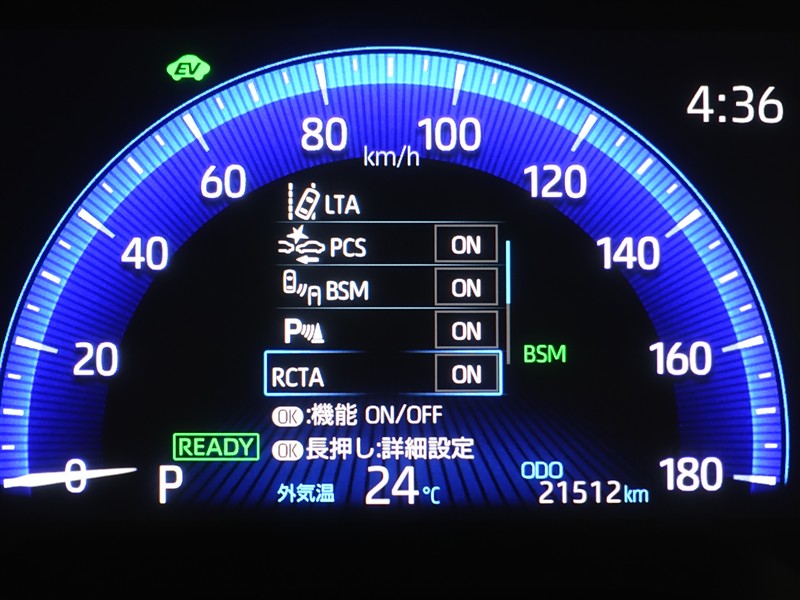 EV
4:36
80 100
km/h
60 120
LTA
40 140
PCS ON
BSM ON
P ON
BSM
20 160
RCTA ON
OK:機能 ON/OFF
READY
OK長押し:詳細設定
0 P 180
外気温 24℃
ODO
21512km